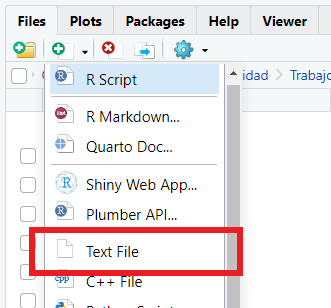 Files Plots Packages Help Viewer
R Script
idad Trabajo
R Markdown...
Quarto Doc...
Shiny Web App...
Plumber API...
Text File
C++ File